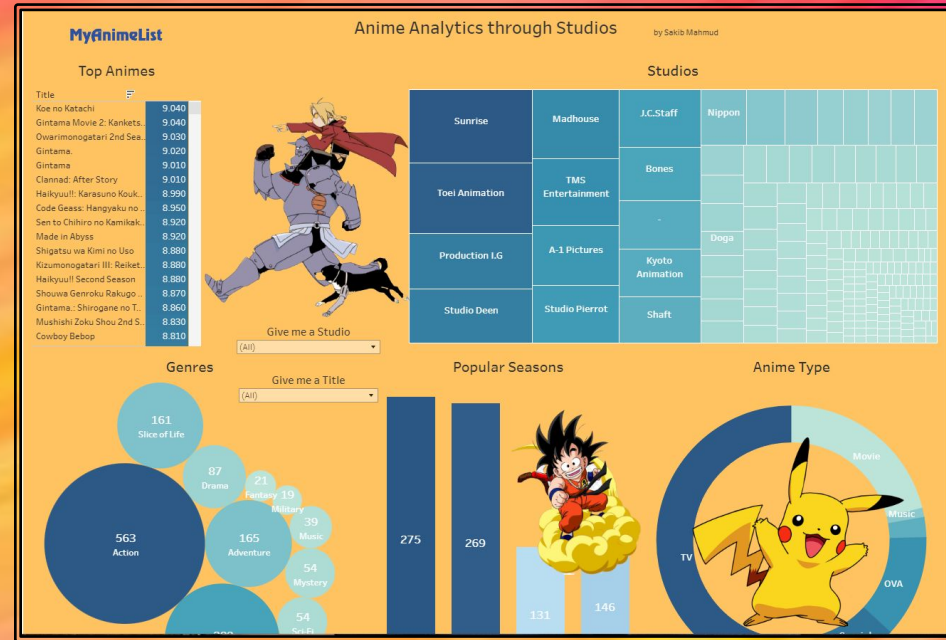 MyAnimeList
Anime Analytics through Studios
by Sakib Mahmud
Top Animes
Title
Koe no Katachi 9.040
Gintama Movie 2: Kankets.. 9.040
Owarimonogatari 2nd Sea.. 9.030
Gintama. 9.020
Gintama 9.010
Clannad: After Story 9.010
Haikyuu!!: Karasuno Kouk.. 8.990
Code Geass: Hangyaku no .. 8.950
Sen to Chihiro no Kamikak.. 8.920
Made in Abyss 8.920
Shigatsu wa Kimi no Uso 8.880
Kizumonogatari III: Reiket.. 8.880
Haikyuu!! Second Season 8.880
Shouwa Genroku Rakugo .. 8.870
Gintama.: Shirogane no T.. 8.860
Mushishi Zoku Shou 2nd S.. 8.830
Cowboy Bebop 8.810
Give me a Studio
(All)
Give me a Title
(All)
Studios
Sunrise
Toei Animation
Production I.G
Studio Deen
Madhouse
TMS
Entertainment
A-1 Pictures
Studio Pierrot
J.C.Staff
Bones
-
Kyoto
Animation
Shaft
Nippon
Doga
Genres
161
Slice of Life
87
Drama
21
Fantasy
19
Military
563
Action
165
Adventure
39
Music
54
Mystery
54
Sci-Fi
Popular Seasons
275
269
131
146
Anime Type
Movie
Music
TV
OVA